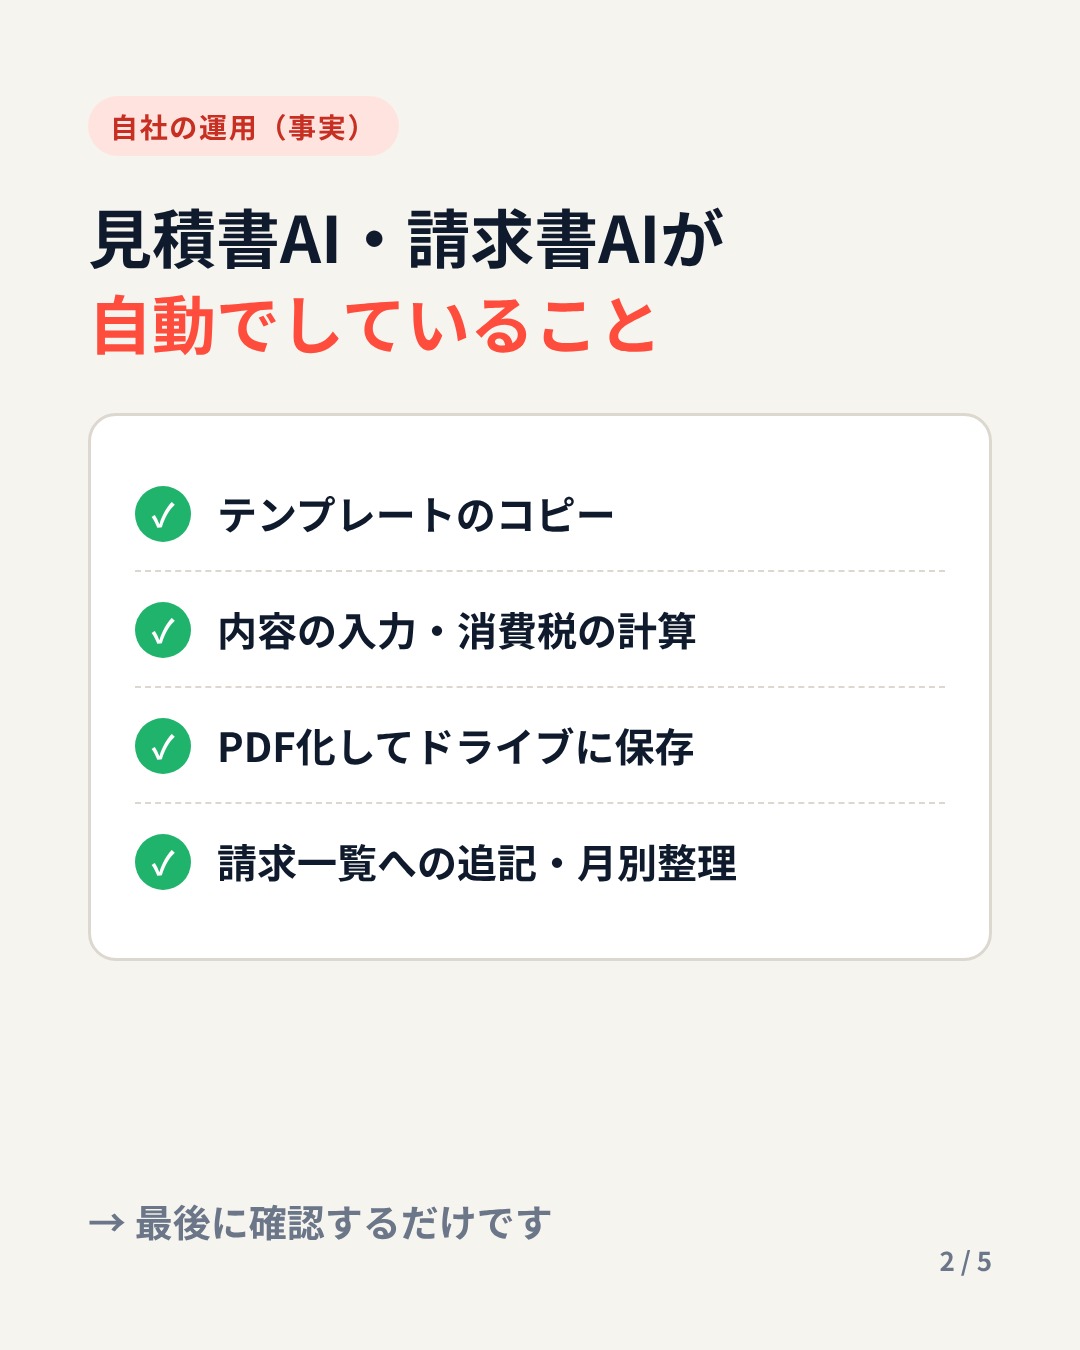 自社の運用（事実）
見積書AI・請求書AIが
自動でしていること
✓ テンプレートのコピー
✓ 内容の入力・消費税の計算
✓ PDF化してドライブに保存
✓ 請求一覧への追記・月別整理
→ 最後に確認するだけです
2 / 5